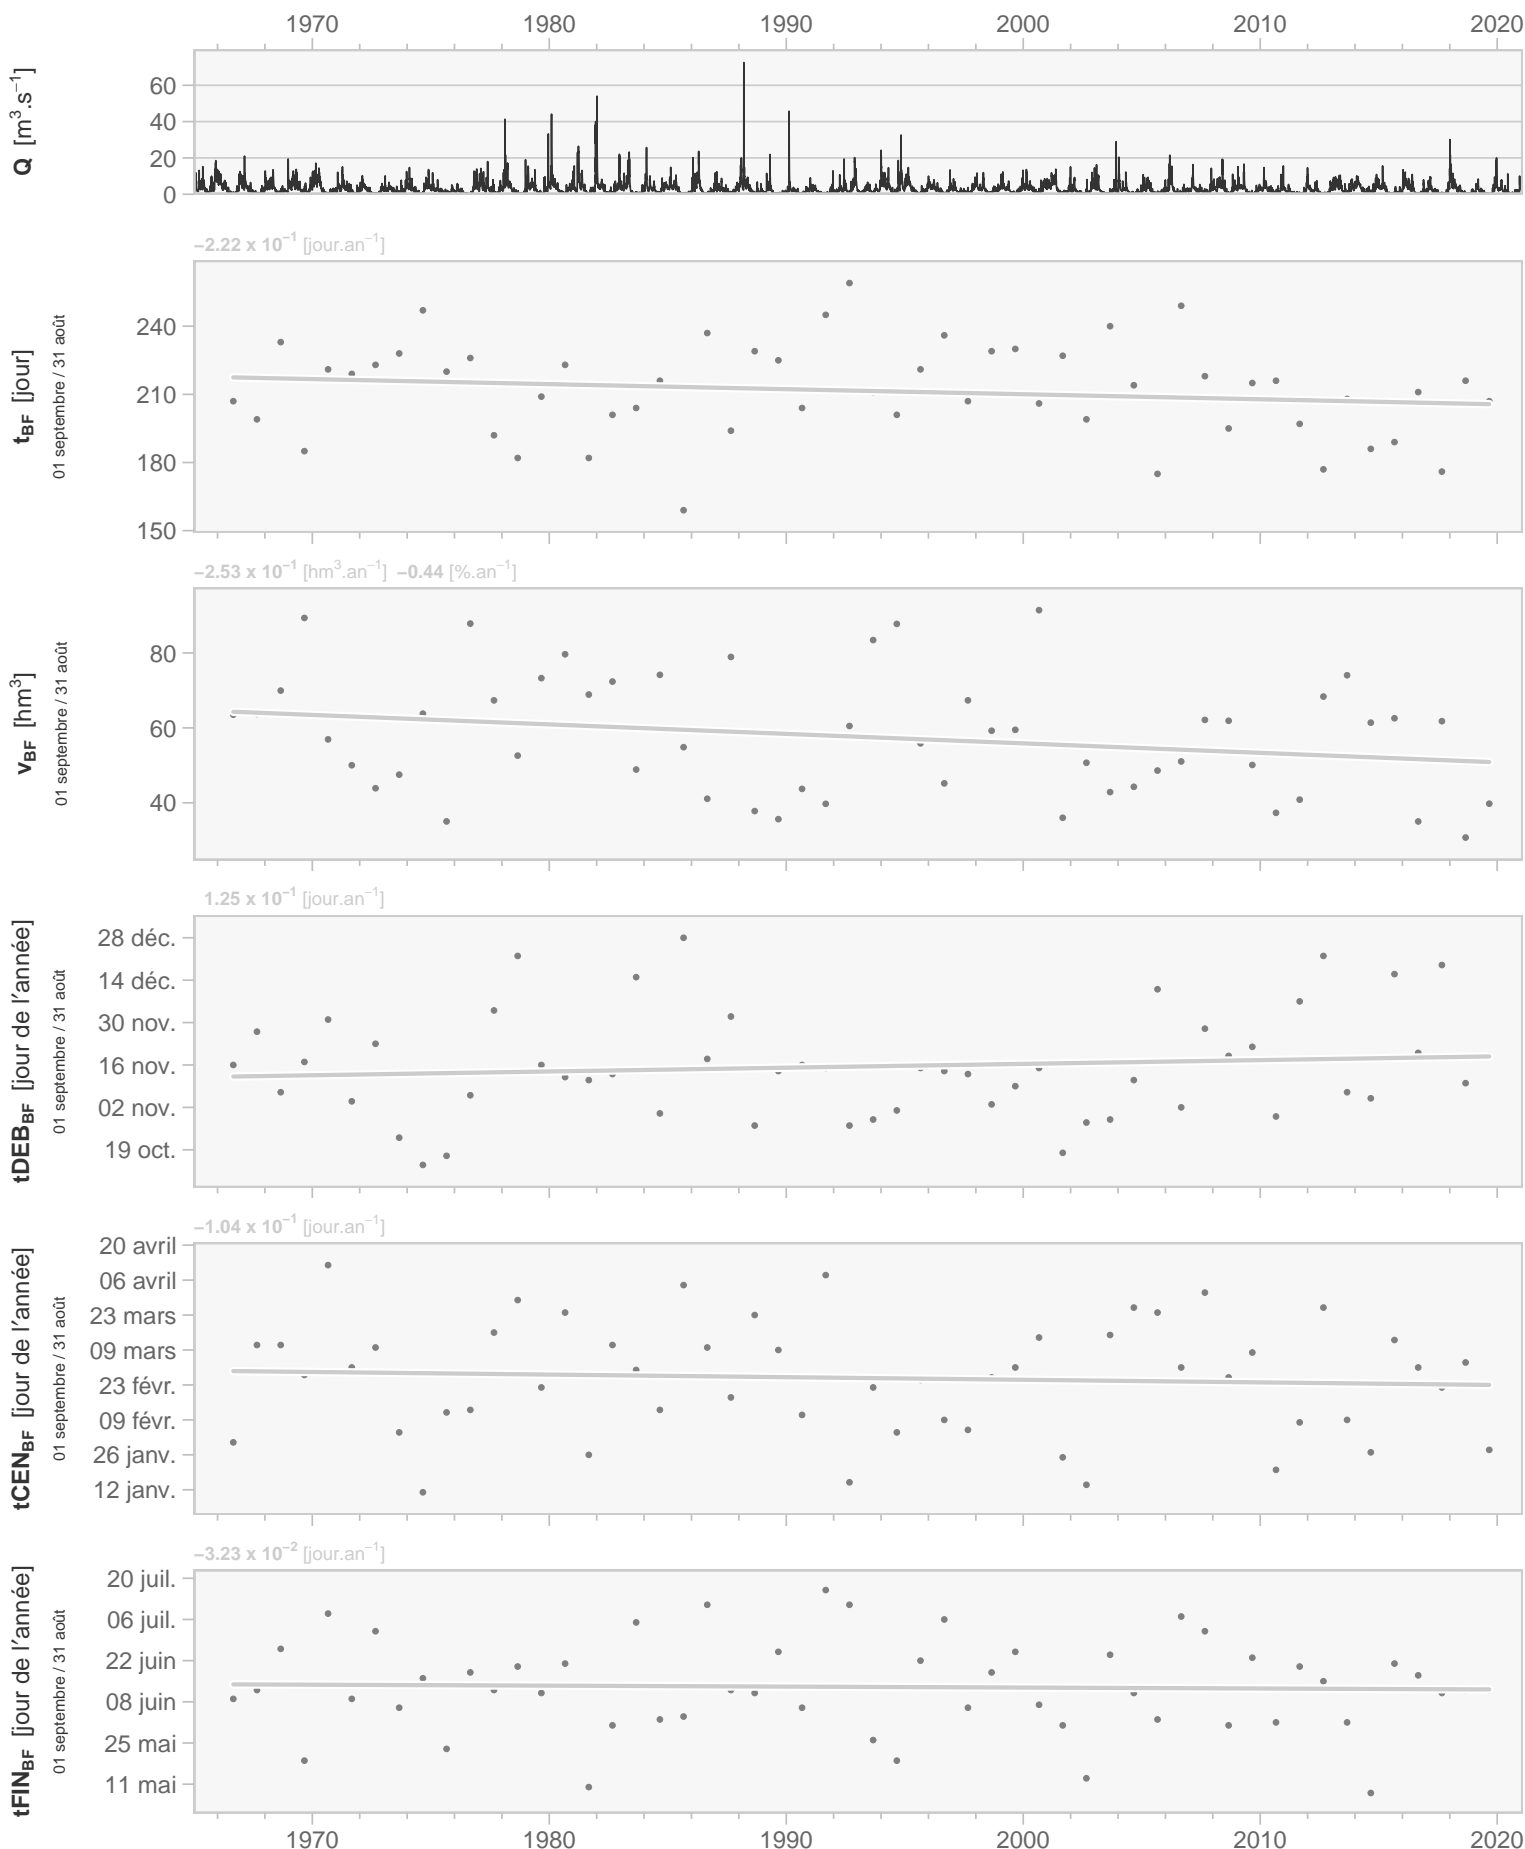 1970 1980 1990 2000 2010 2020
Q [m³.s⁻¹]
60
40
20
0
−2.22 x 10⁻¹ [jour.an⁻¹]
t_BF [jour]
01 septembre / 31 août
240
210
180
150
−2.53 x 10⁻¹ [hm³.an⁻¹] −0.44 [%.an⁻¹]
v_BF [hm³]
01 septembre / 31 août
80
60
40
1.25 x 10⁻¹ [jour.an⁻¹]
tDEB_BF [jour de l'année]
01 septembre / 31 août
28 déc.
14 déc.
30 nov.
16 nov.
02 nov.
19 oct.
−1.04 x 10⁻¹ [jour.an⁻¹]
tCEN_BF [jour de l'année]
01 septembre / 31 août
20 avril
06 avril
23 mars
09 mars
23 févr.
09 févr.
26 janv.
12 janv.
−3.23 x 10⁻² [jour.an⁻¹]
tFIN_BF [jour de l'année]
01 septembre / 31 août
20 juil.
06 juil.
22 juin
08 juin
25 mai
11 mai
1970 1980 1990 2000 2010 2020